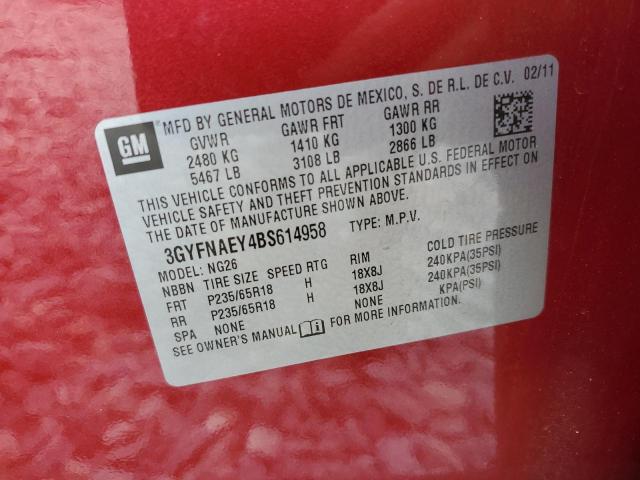 GM
MFD BY GENERAL MOTORS DE MEXICO, S. DE R.L. DE C.V. 02/11
GVWR GAWR FRT GAWR RR
2480 KG 1410 KG 1300 KG
5467 LB 3108 LB 2866 LB
THIS VEHICLE CONFORMS TO ALL APPLICABLE U.S. FEDERAL MOTOR
VEHICLE SAFETY AND THEFT PREVENTION STANDARDS IN EFFECT ON
THE DATE OF MANUFACTURE SHOWN ABOVE.
3GYFNAEY4BS614958 TYPE: M.P.V.
MODEL: NG26
NBBN TIRE SIZE SPEED RTG RIM COLD TIRE PRESSURE
FRT P235/65R18 H 18X8J 240KPA(35PSI)
RR P235/65R18 H 18X8J 240KPA(35PSI)
SPA NONE NONE KPA(PSI)
SEE OWNER'S MANUAL FOR MORE INFORMATION.